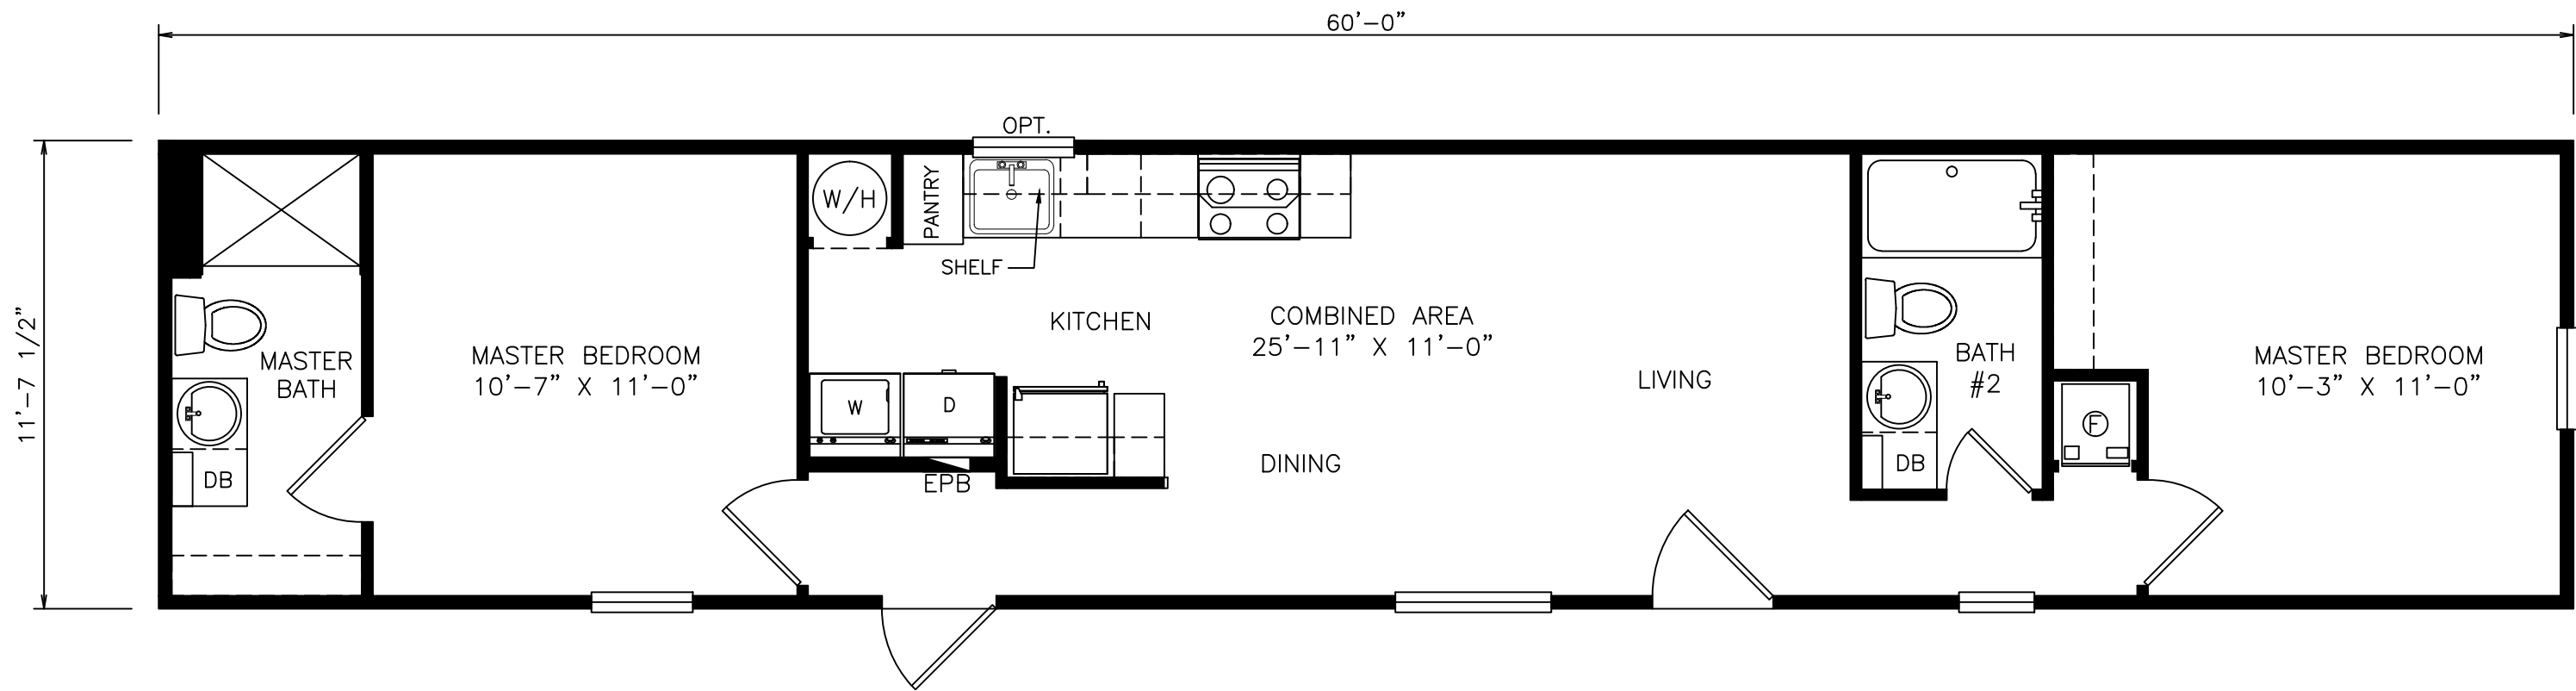 60'-0"
OPT.
11'-7 1/2"
W/H
PANTRY
SHELF
KITCHEN
COMBINED AREA
25'-11" X 11'-0"
LIVING
DINING
MASTER
BATH
DB
MASTER BEDROOM
10'-7" X 11'-0"
W
D
EPB
BATH
#2
DB
F
MASTER BEDROOM
10'-3" X 11'-0"